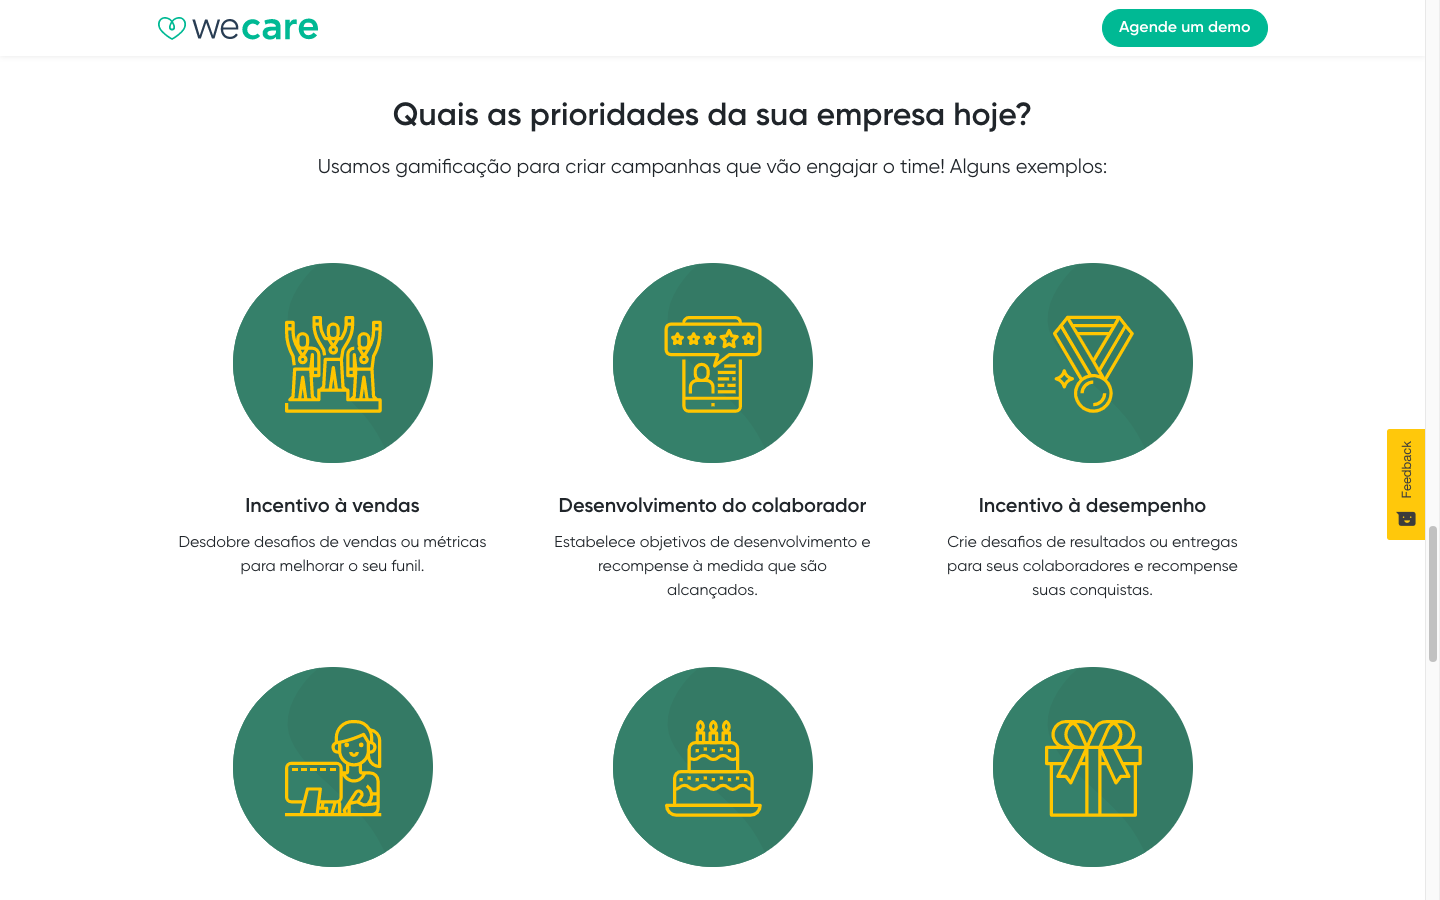 wecare
Agende um demo
Quais as prioridades da sua empresa hoje?
Usamos gamificação para criar campanhas que vão engajar o time! Alguns exemplos:
Feedback
Incentivo à vendas
Desdobre desafios de vendas ou métricas
para melhorar o seu funil.
Desenvolvimento do colaborador
Estabelece objetivos de desenvolvimento e
recompense à medida que são
alcançados.
Incentivo à desempenho
Crie desafios de resultados ou entregas
para seus colaboradores e recompense
suas conquistas.